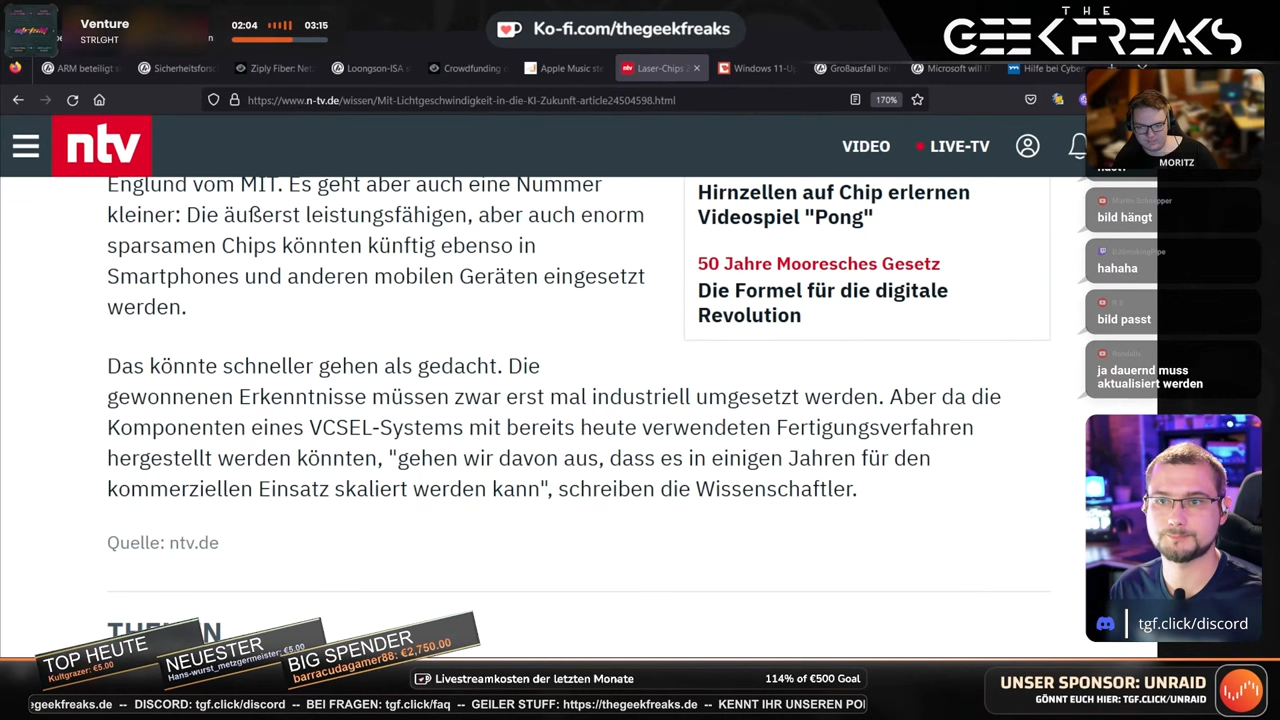 Venture
STRLGHT
02:04
03:15
Ko-fi.com/thegeekfreaks
THE
GEEKFREAKS
ARM beteiligt s
Sicherheitsfors
Ziply Fiber: Net
Loongson-ISA
Crowdfunding
Apple Music ste
Laser-Chips
Windows 11-Up
Großausfall bei
Microsoft will
Hilfe bei Cyber
https://www.n-tv.de/wissen/Mit-Lichtgeschwindigkeit-in-die-KI-Zukunft-article24504598.html
170%
ntv
VIDEO
LIVE-TV
MORITZ
Englund vom MIT. Es geht aber auch eine Nummer
kleiner: Die äußerst leistungsfähigen, aber auch enorm
sparsamen Chips könnten künftig ebenso in
Smartphones und anderen mobilen Geräten eingesetzt
werden.
Hirnzellen auf Chip erlernen
Videospiel "Pong"
50 Jahre Mooresches Gesetz
Die Formel für die digitale
Revolution
Das könnte schneller gehen als gedacht. Die
gewonnenen Erkenntnisse müssen zwar erst mal industriell umgesetzt werden. Aber da die
Komponenten eines VCSEL-Systems mit bereits heute verwendeten Fertigungsverfahren
hergestellt werden könnten, "gehen wir davon aus, dass es in einigen Jahren für den
kommerziellen Einsatz skaliert werden kann", schreiben die Wissenschaftler.
Quelle: ntv.de
bild hängt
hahaha
bild passt
ja dauernd muss
aktualisiert werden
tgf.click/discord
TOP HEUTE
Kultgrazer: €5.00
NEUESTER
Hans-wurst_metzgermeister: €5.00
BIG SPENDER
barracudagamer88: €2,750.00
Livestreamkosten der letzten Monate
114% of €500 Goal
egeekfreaks.de -- DISCORD: tgf.click/discord -- BEI FRAGEN: tgf.click/faq -- GEILER STUFF: https://thegeekfreaks.de -- KENNT IHR UNSEREN
UNSER SPONSOR: UNRAID
GÖNNT EUCH HIER: TGF.CLICK/UNRAID